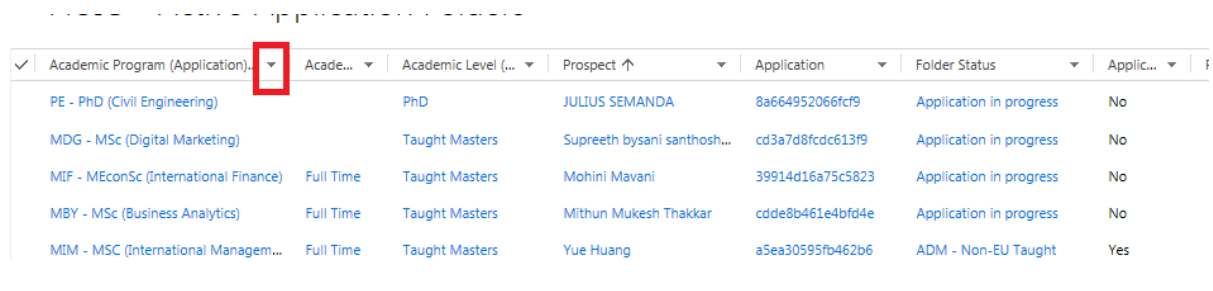 Academic Program (Application)... Acade... Academic Level (... Prospect ↑ Application Folder Status Applic...
PE - PhD (Civil Engineering) PhD JULIUS SEMANDA 8a664952066fcf9 Application in progress No
MDG - MSc (Digital Marketing) Taught Masters Supreeth bysani santhosh... cd3a7d8fcdc613f9 Application in progress No
MIF - MEconSc (International Finance) Full Time Taught Masters Mohini Mavani 39914d16a75c5823 Application in progress No
MBY - MSc (Business Analytics) Full Time Taught Masters Mithun Mukesh Thakkar cdde8b461e4bfd4e Application in progress No
MIM - MSC (International Managem... Full Time Taught Masters Yue Huang a5ea30595fb462b6 ADM - Non-EU Taught Yes